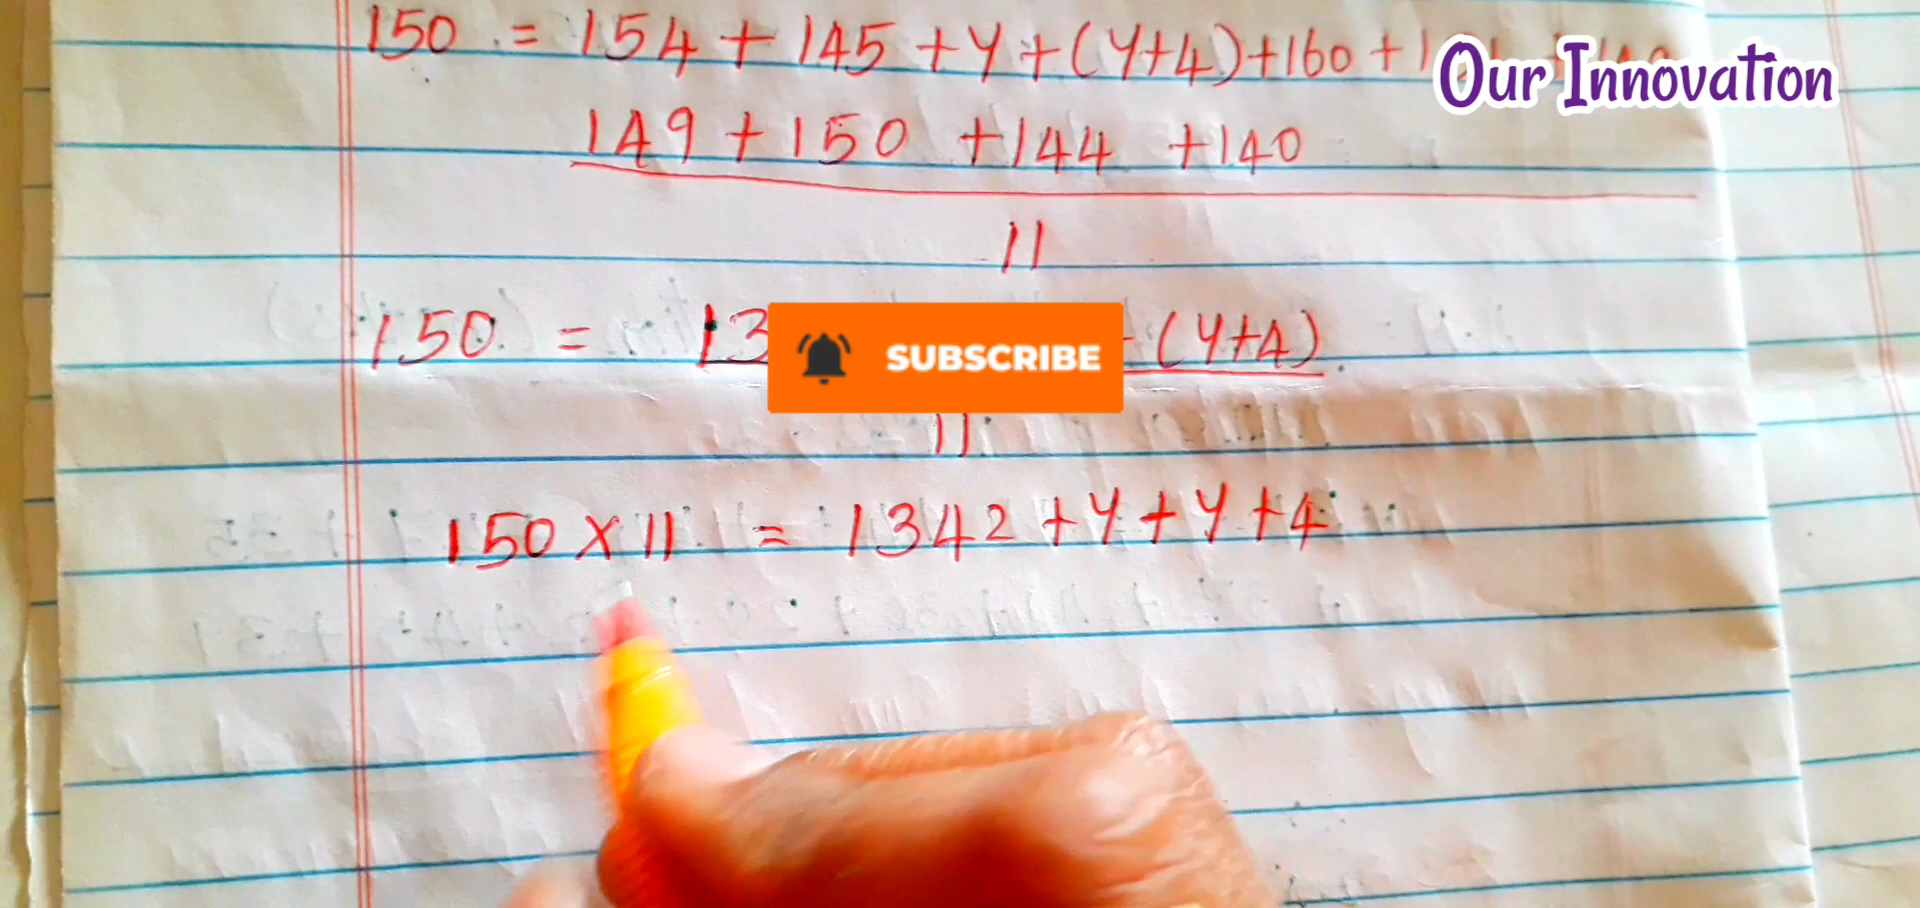 150 = 154 + 145 + y + (y+4) + 160 +
Our Innovation
149 + 150 + 144 + 140
11
150 = (y+4)
SUBSCRIBE
11
150 × 11 = 1342 + y + y + 4